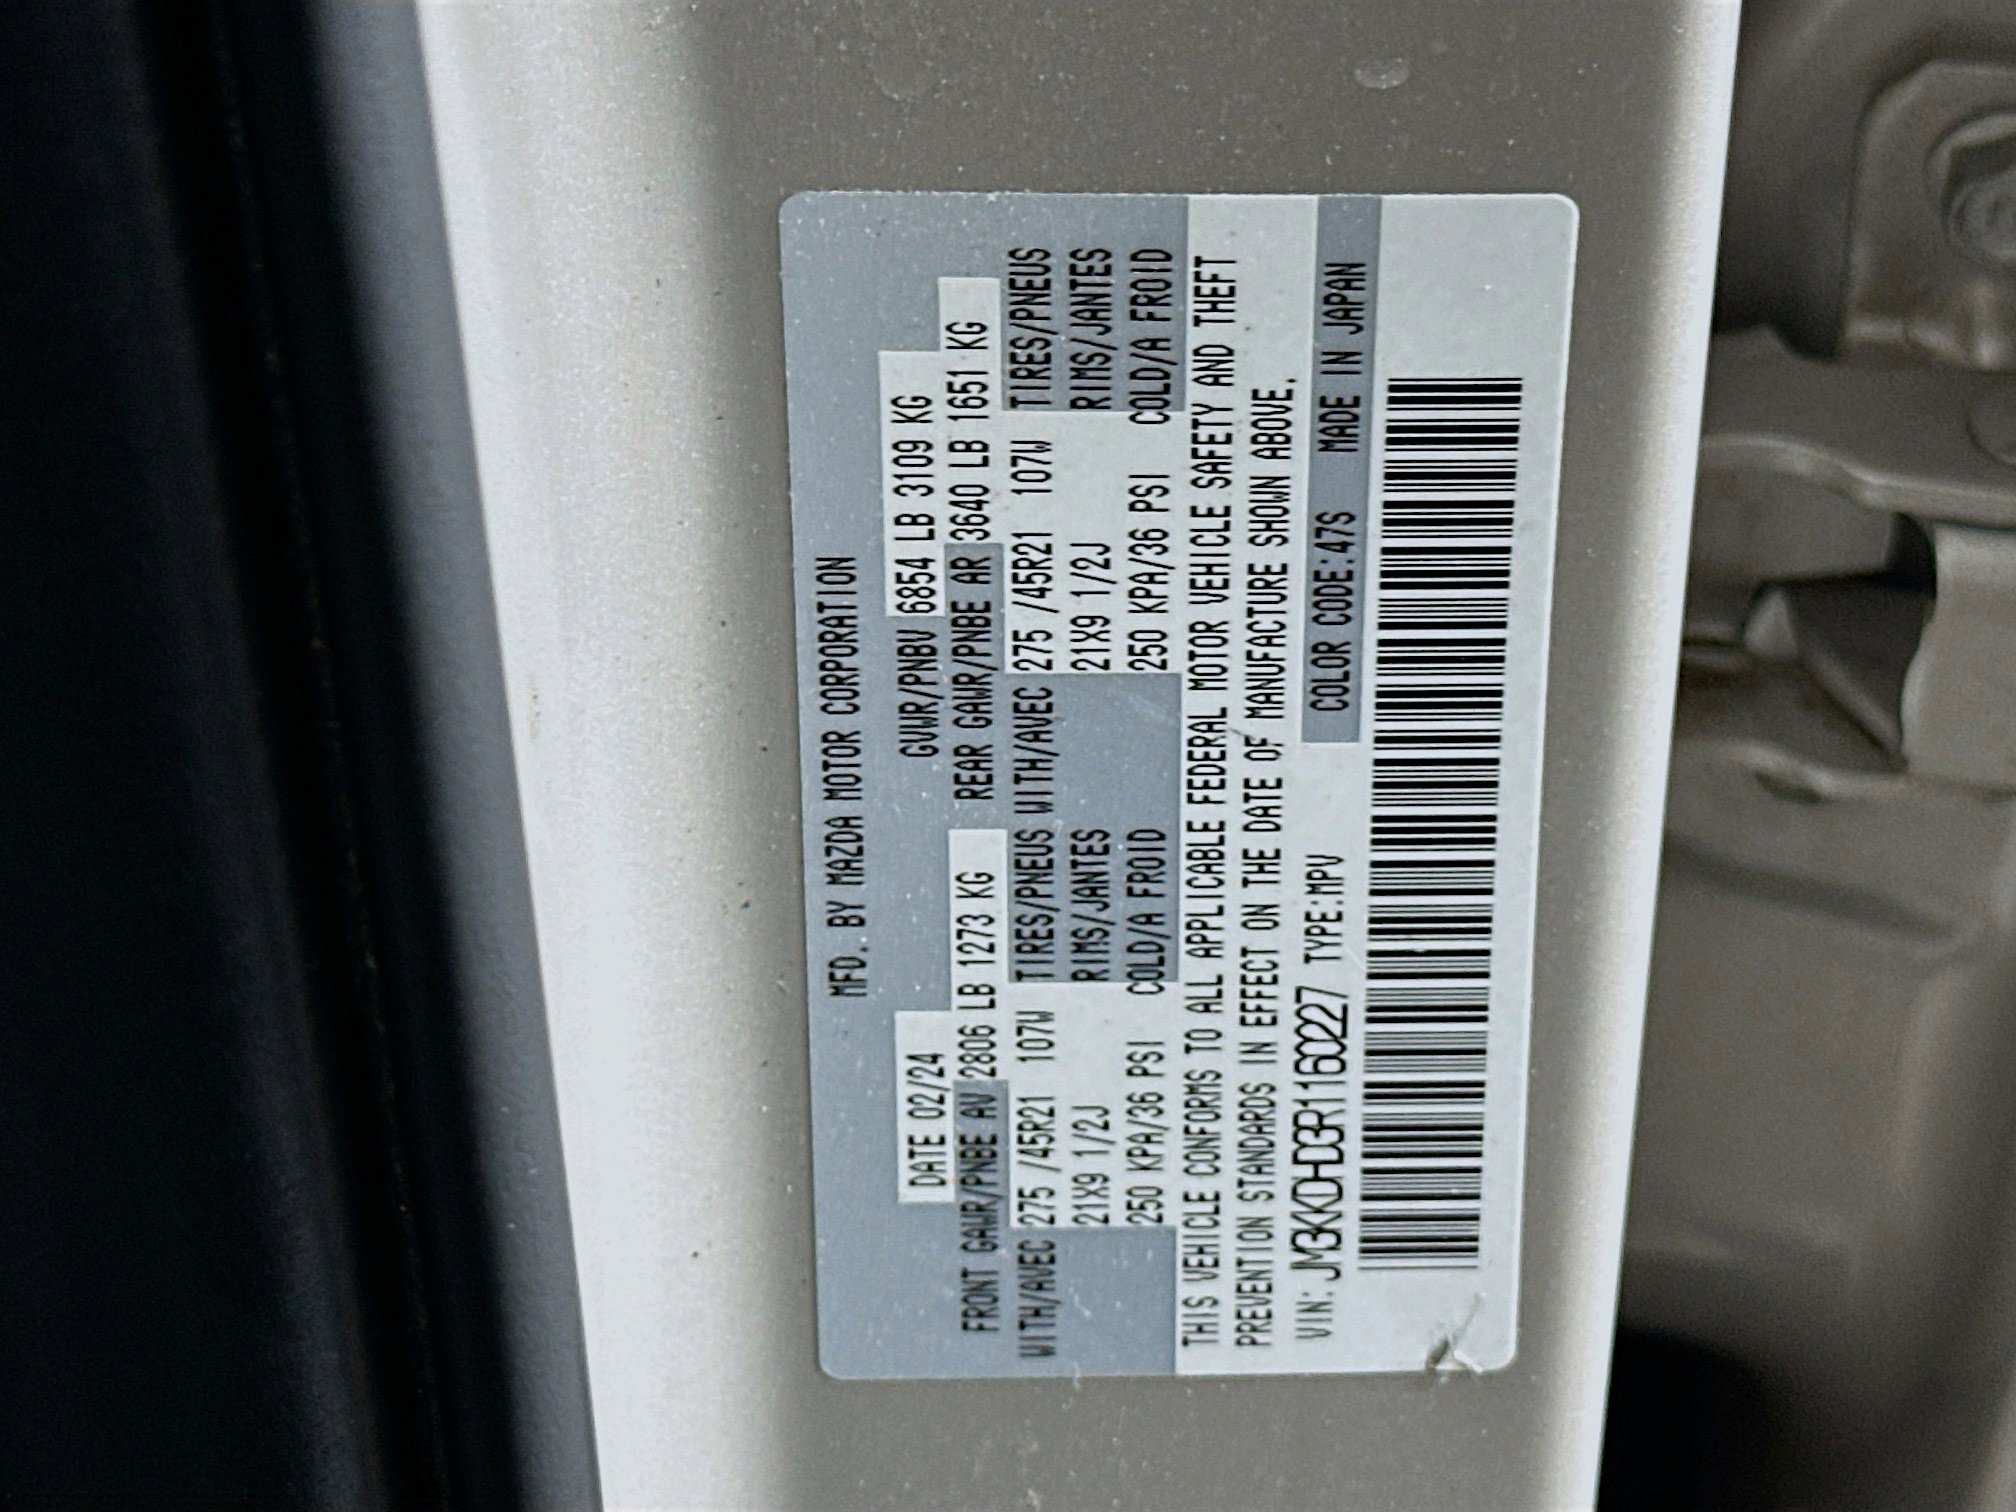 MFD. BY MAZDA MOTOR CORPORATION
DATE 02/24 GVWR/PNBV 6854 LB 3109 KG
FRONT GAWR/PNBE AV 2806 LB 1273 KG REAR GAWR/PNBE AR 3640 LB 1651 KG
WITH/AVEC 275 /45R21 107W TIRES/PNEUS WITH/AVEC 275 /45R21 107W TIRES/PNEUS
21X9 1/2J RIMS/JANTES 21X9 1/2J RIMS/JANTES
250 KPA/36 PSI COLD/A FROID 250 KPA/36 PSI COLD/A FROID
THIS VEHICLE CONFORMS TO ALL APPLICABLE FEDERAL MOTOR VEHICLE SAFETY AND THEFT
PREVENTION STANDARDS IN EFFECT ON THE DATE OF MANUFACTURE SHOWN ABOVE.
VIN: JM3KKDHD3R1160227 TYPE:MPV COLOR CODE:47S MADE IN JAPAN